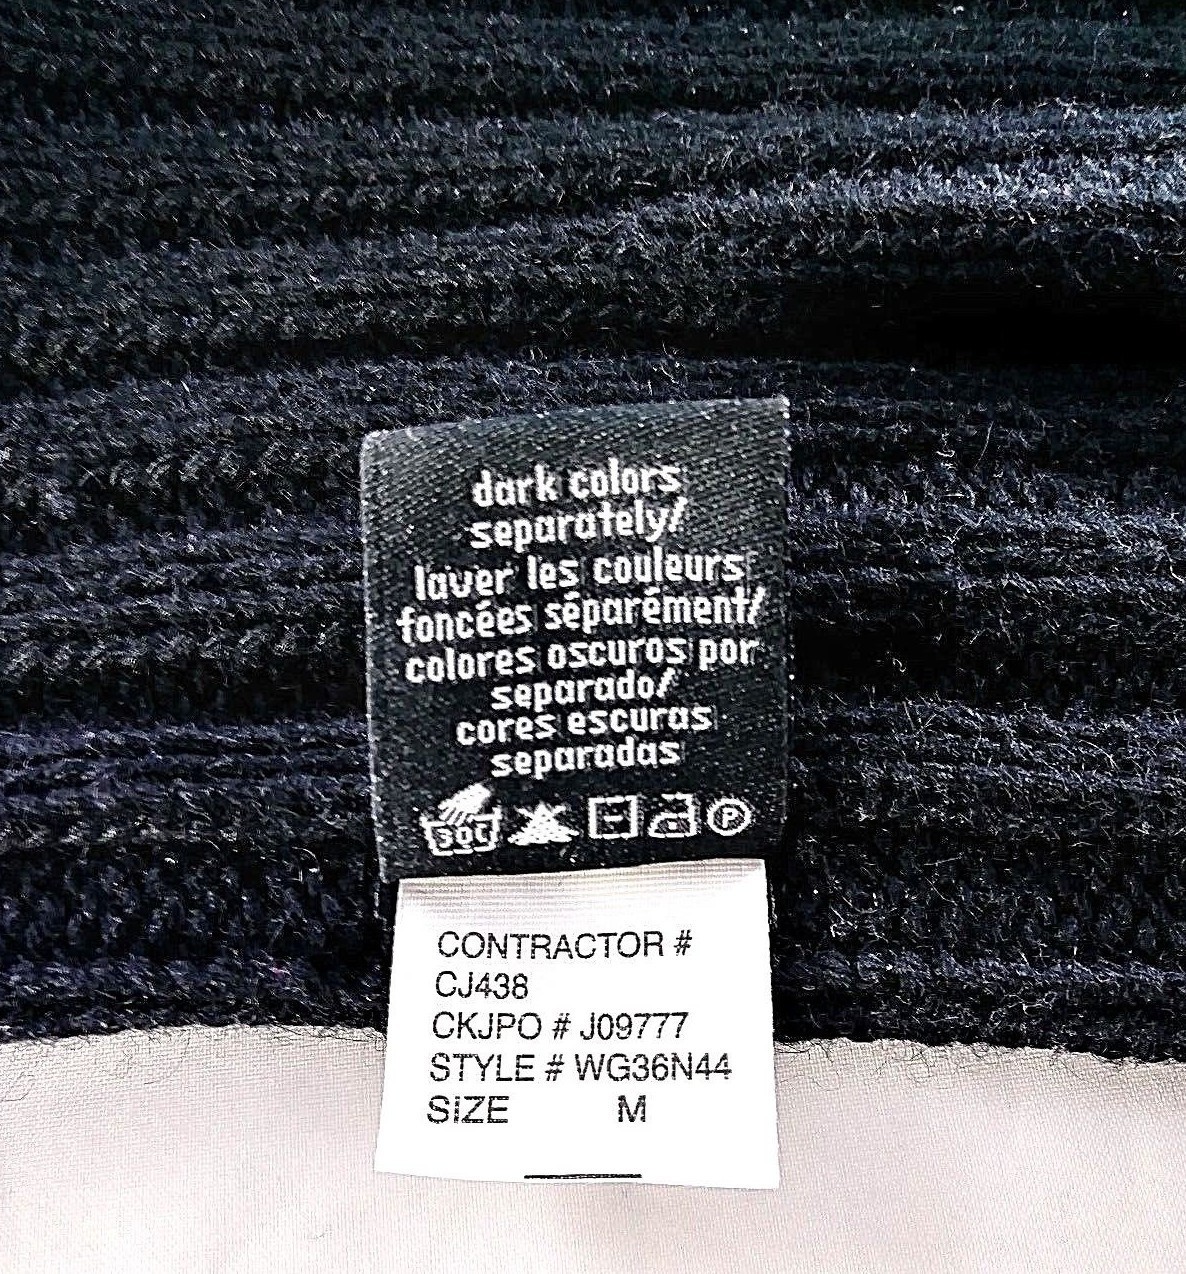 dark colors
separately/
laver les couleurs
foncées séparément/
colores oscuros por
separado/
cores escuras
separadas
30C
P
CONTRACTOR #
CJ438
CKJPO # J09777
STYLE # WG36N44
SIZE M